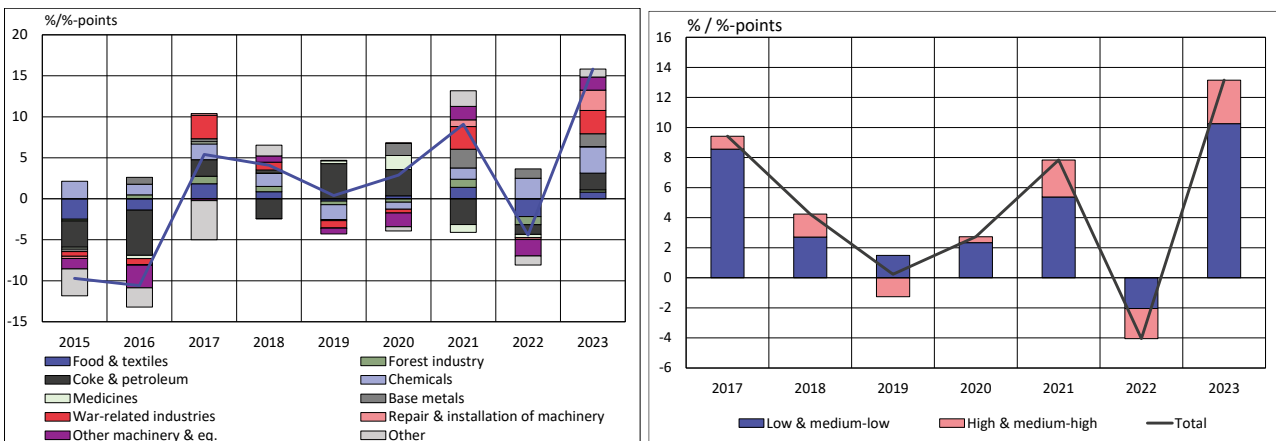 %/%-points
20
15
10
5
0
-5
-10
-15
2015 2016 2017 2018 2019 2020 2021 2022 2023
Food & textiles Forest industry
Coke & petroleum Chemicals
Medicines Base metals
War-related industries Repair & installation of machinery
Other machinery & eq. Other
% / %-points
16
14
12
10
8
6
4
2
0
-2
-4
-6
2017 2018 2019 2020 2021 2022 2023
Low & medium-low High & medium-high Total